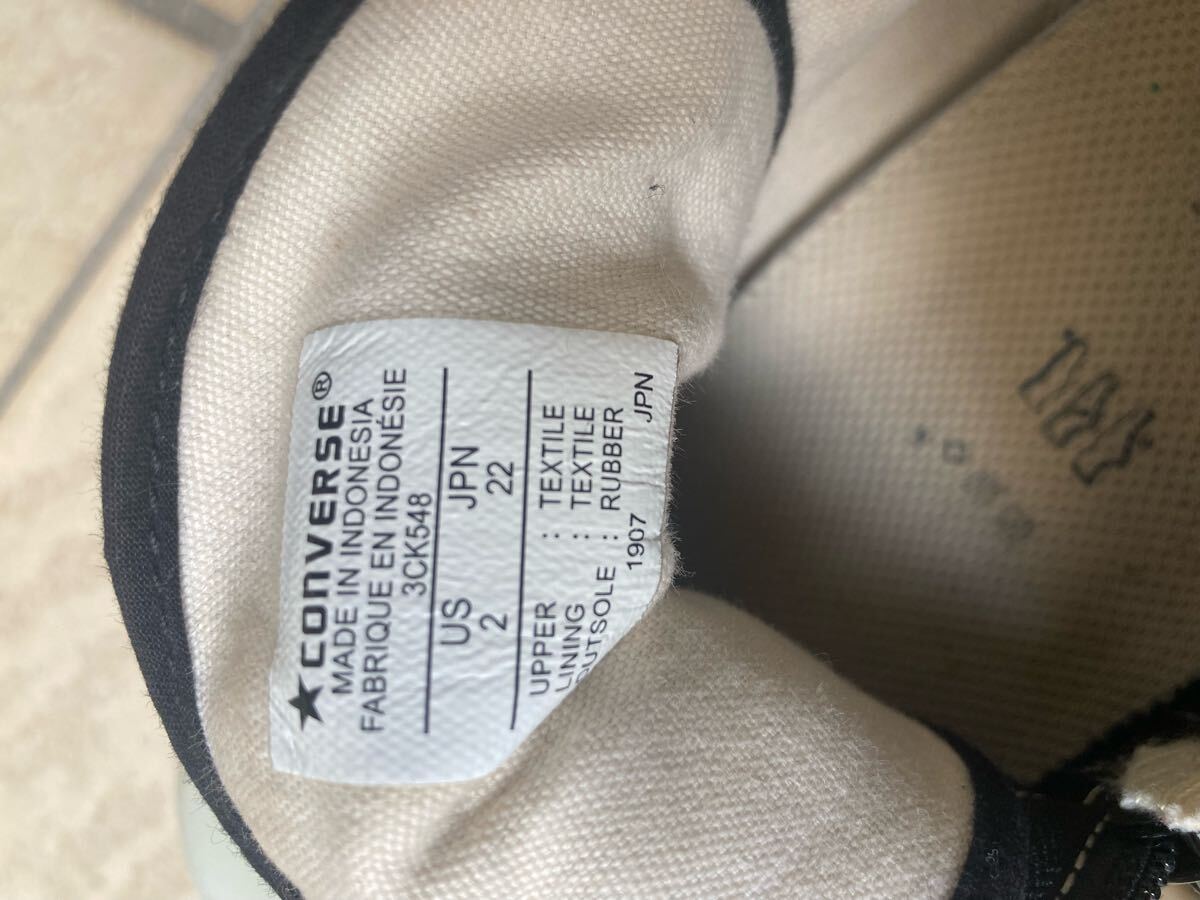 ★CONVERSE®
MADE IN INDONESIA
FABRIQUE EN INDONÉSIE
3CK548
US JPN
2 22
UPPER : TEXTILE
LINING : TEXTILE
OUTSOLE : RUBBER
1907 JPN